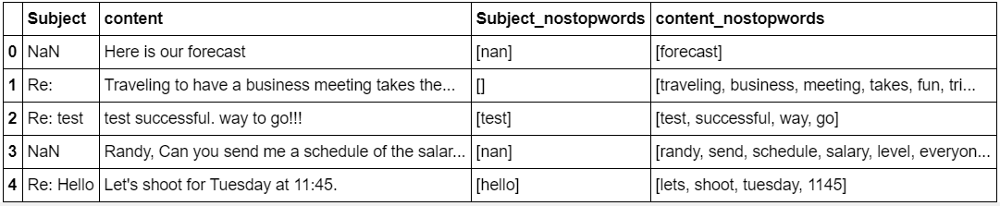 Subject content Subject_nostopwords content_nostopwords
0 NaN Here is our forecast [nan] [forecast]
1 Re: Traveling to have a business meeting takes the... [] [traveling, business, meeting, takes, fun, tri...
2 Re: test test successful. way to go!!! [test] [test, successful, way, go]
3 NaN Randy, Can you send me a schedule of the salar... [nan] [randy, send, schedule, salary, level, everyon...
4 Re: Hello Let's shoot for Tuesday at 11:45. [hello] [lets, shoot, tuesday, 1145]